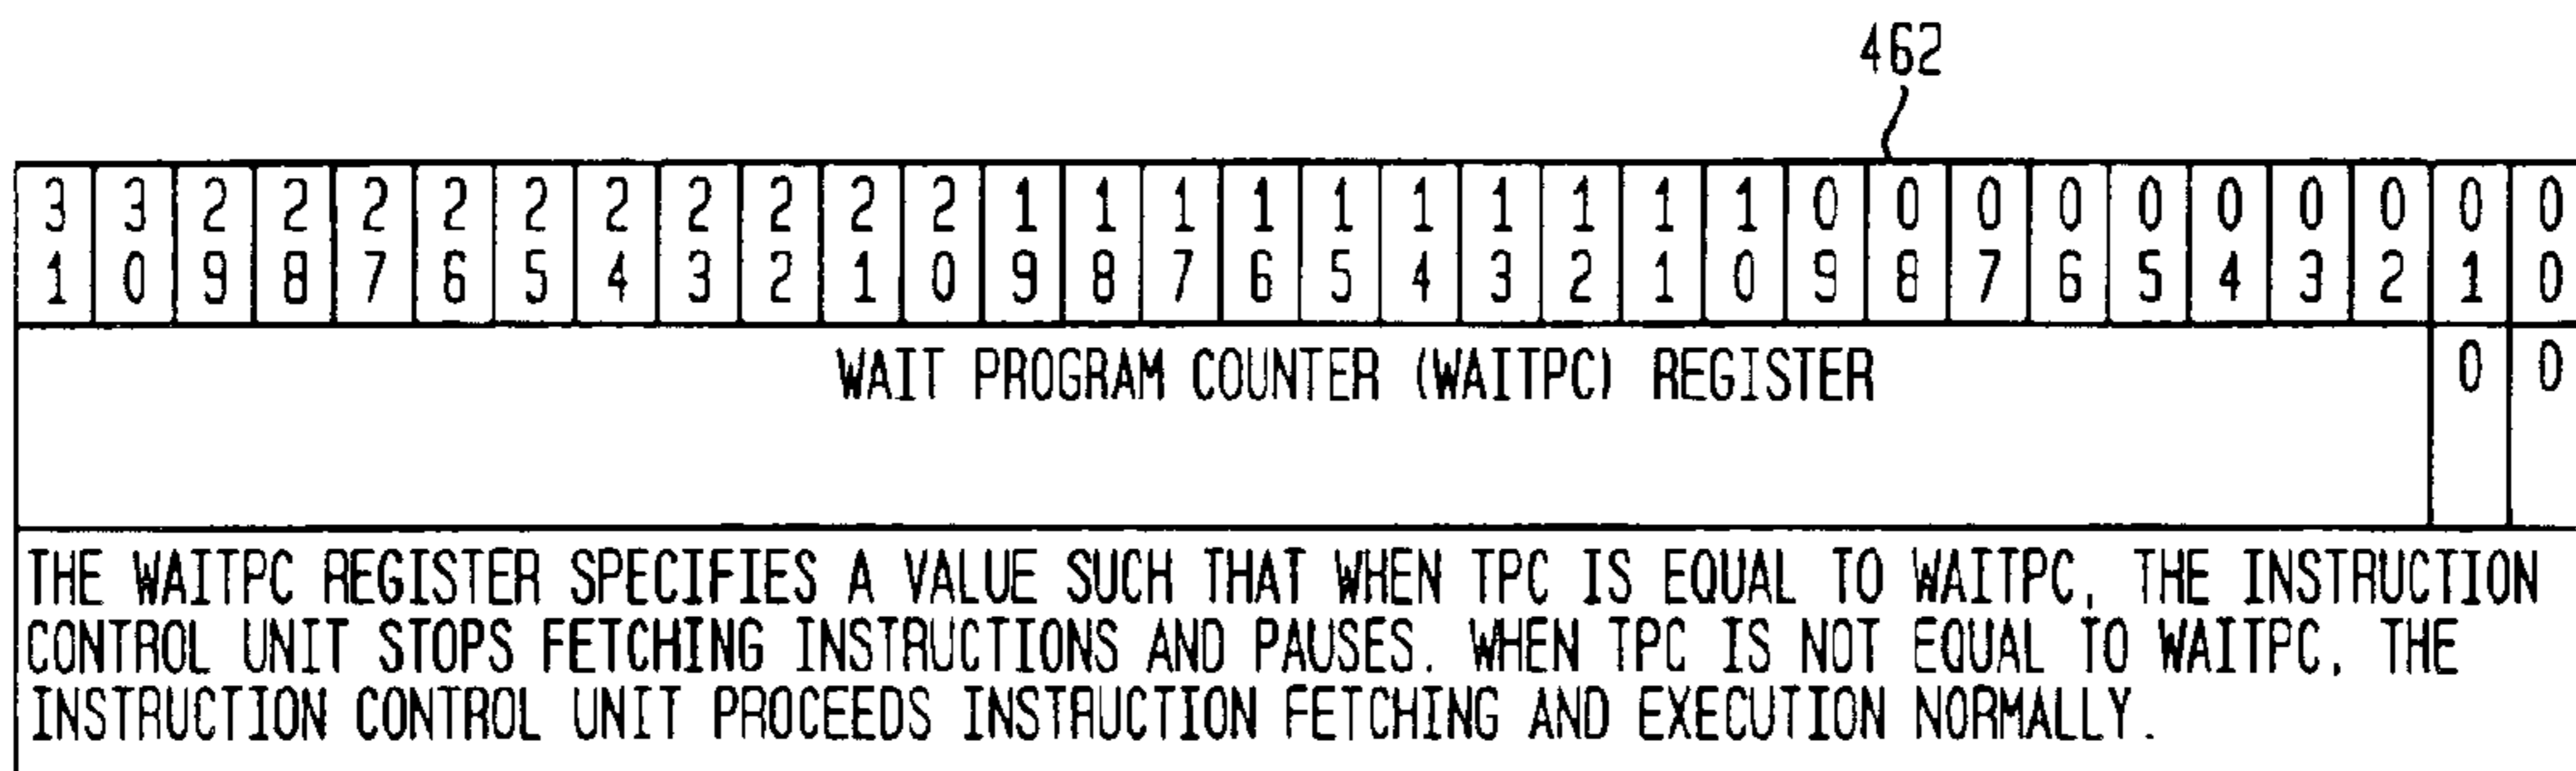 462
3 3 2 2 2 2 2 2 2 2 2 2 1 1 1 1 1 1 1 1 1 1 0 0 0 0 0 0 0 0 0 0
1 0 9 8 7 6 5 4 3 2 1 0 9 8 7 6 5 4 3 2 1 0 9 8 7 6 5 4 3 2 1 0
WAIT PROGRAM COUNTER (WAITPC) REGISTER 0 0
THE WAITPC REGISTER SPECIFIES A VALUE SUCH THAT WHEN TPC IS EQUAL TO WAITPC, THE INSTRUCTION
CONTROL UNIT STOPS FETCHING INSTRUCTIONS AND PAUSES. WHEN TPC IS NOT EQUAL TO WAITPC, THE
INSTRUCTION CONTROL UNIT PROCEEDS INSTRUCTION FETCHING AND EXECUTION NORMALLY.